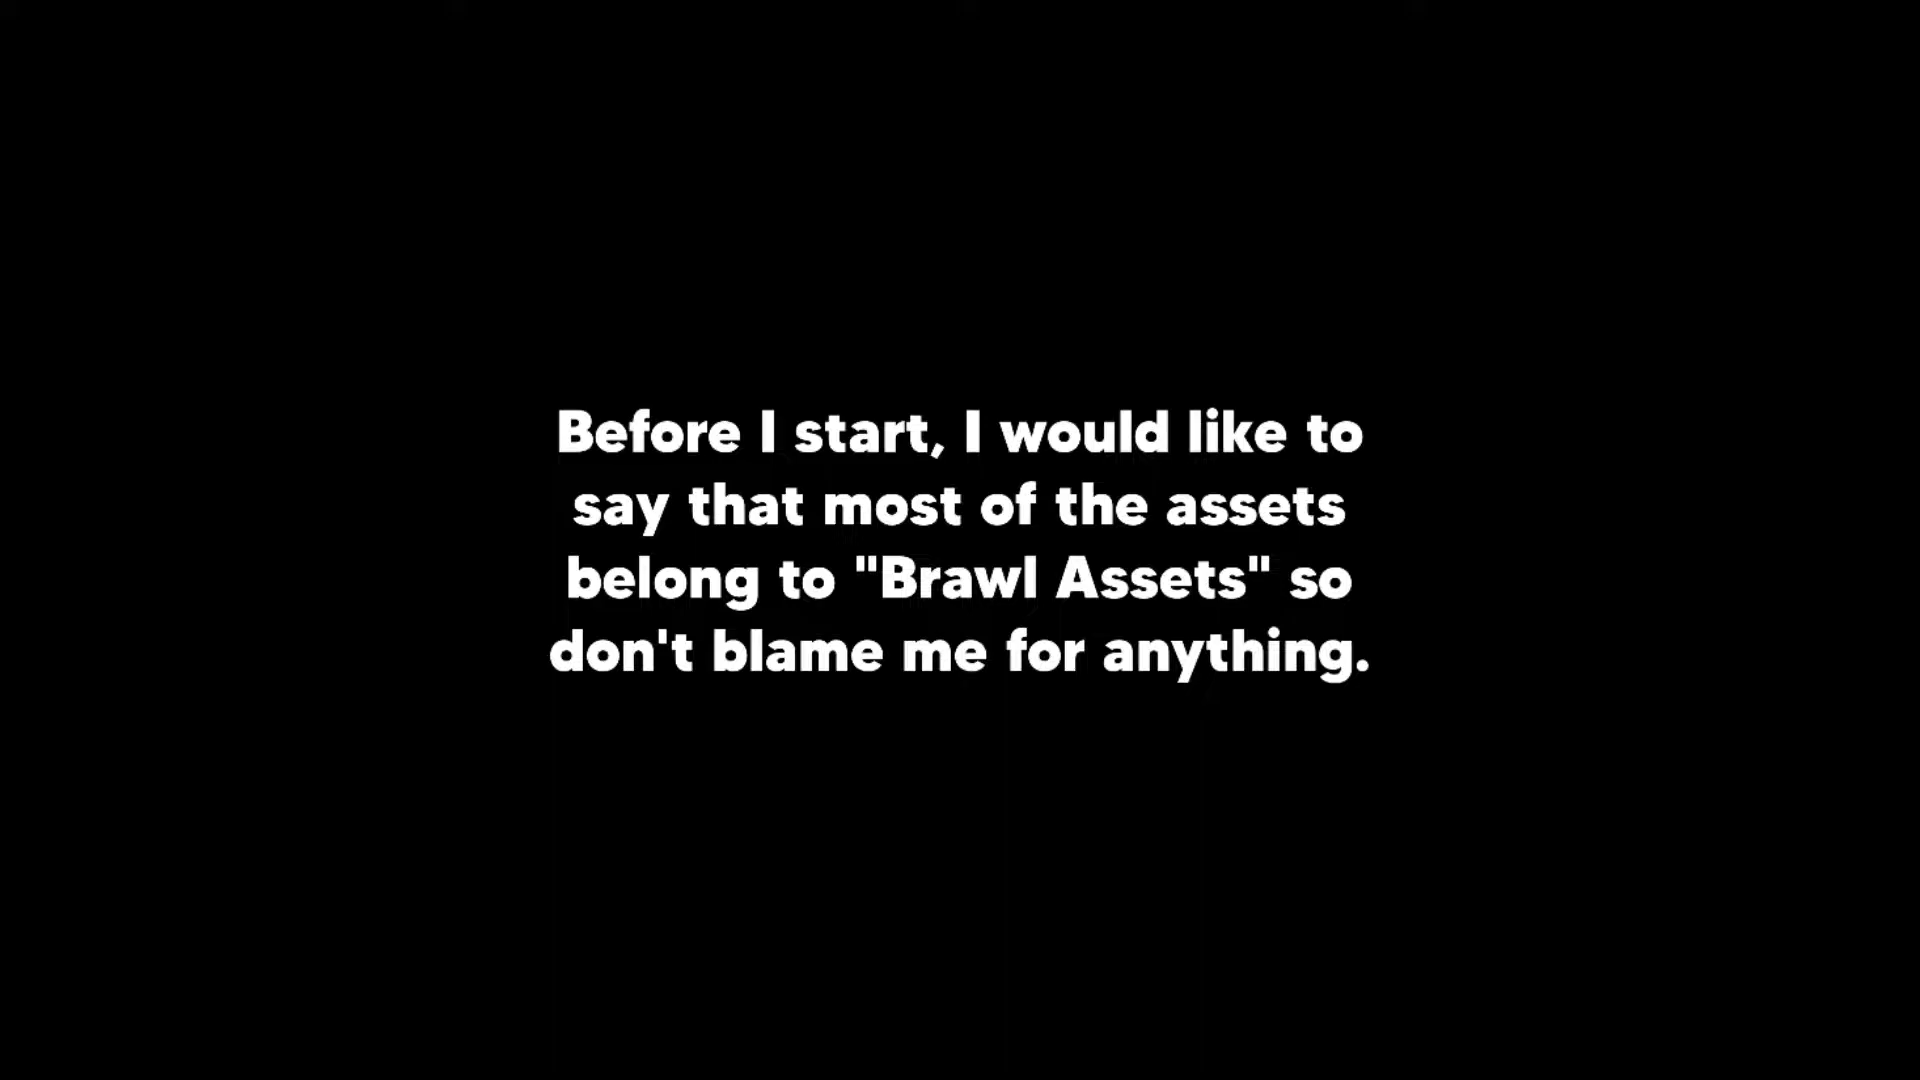 Before I start, I would like to
say that most of the assets
belong to "Brawl Assets" so
don't blame me for anything.